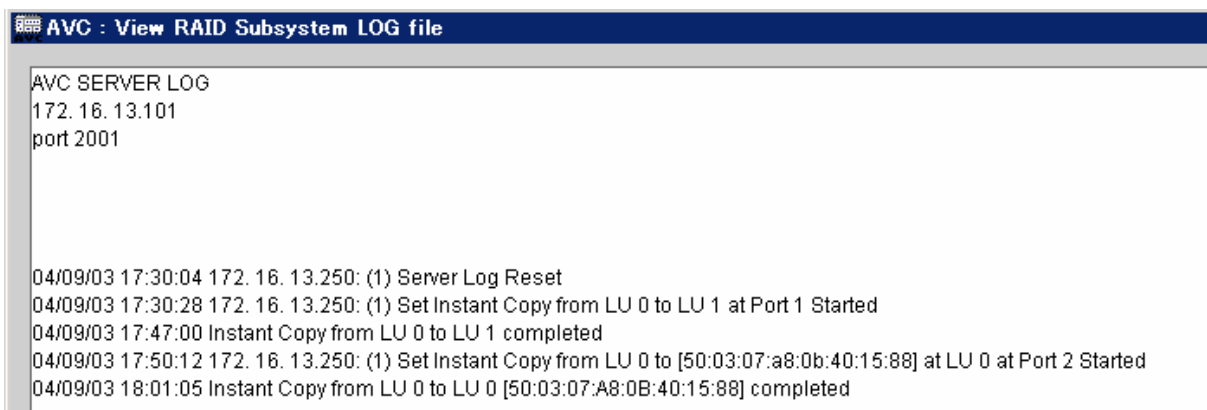 AVC : View RAID Subsystem LOG file
AVC SERVER LOG
172. 16. 13.101
port 2001
04/09/03 17:30:04 172. 16. 13.250: (1) Server Log Reset
04/09/03 17:30:28 172. 16. 13.250: (1) Set Instant Copy from LU 0 to LU 1 at Port 1 Started
04/09/03 17:47:00 Instant Copy from LU 0 to LU 1 completed
04/09/03 17:50:12 172. 16. 13.250: (1) Set Instant Copy from LU 0 to [50:03:07:a8:0b:40:15:88] at LU 0 at Port 2 Started
04/09/03 18:01:05 Instant Copy from LU 0 to LU 0 [50:03:07:A8:0B:40:15:88] completed